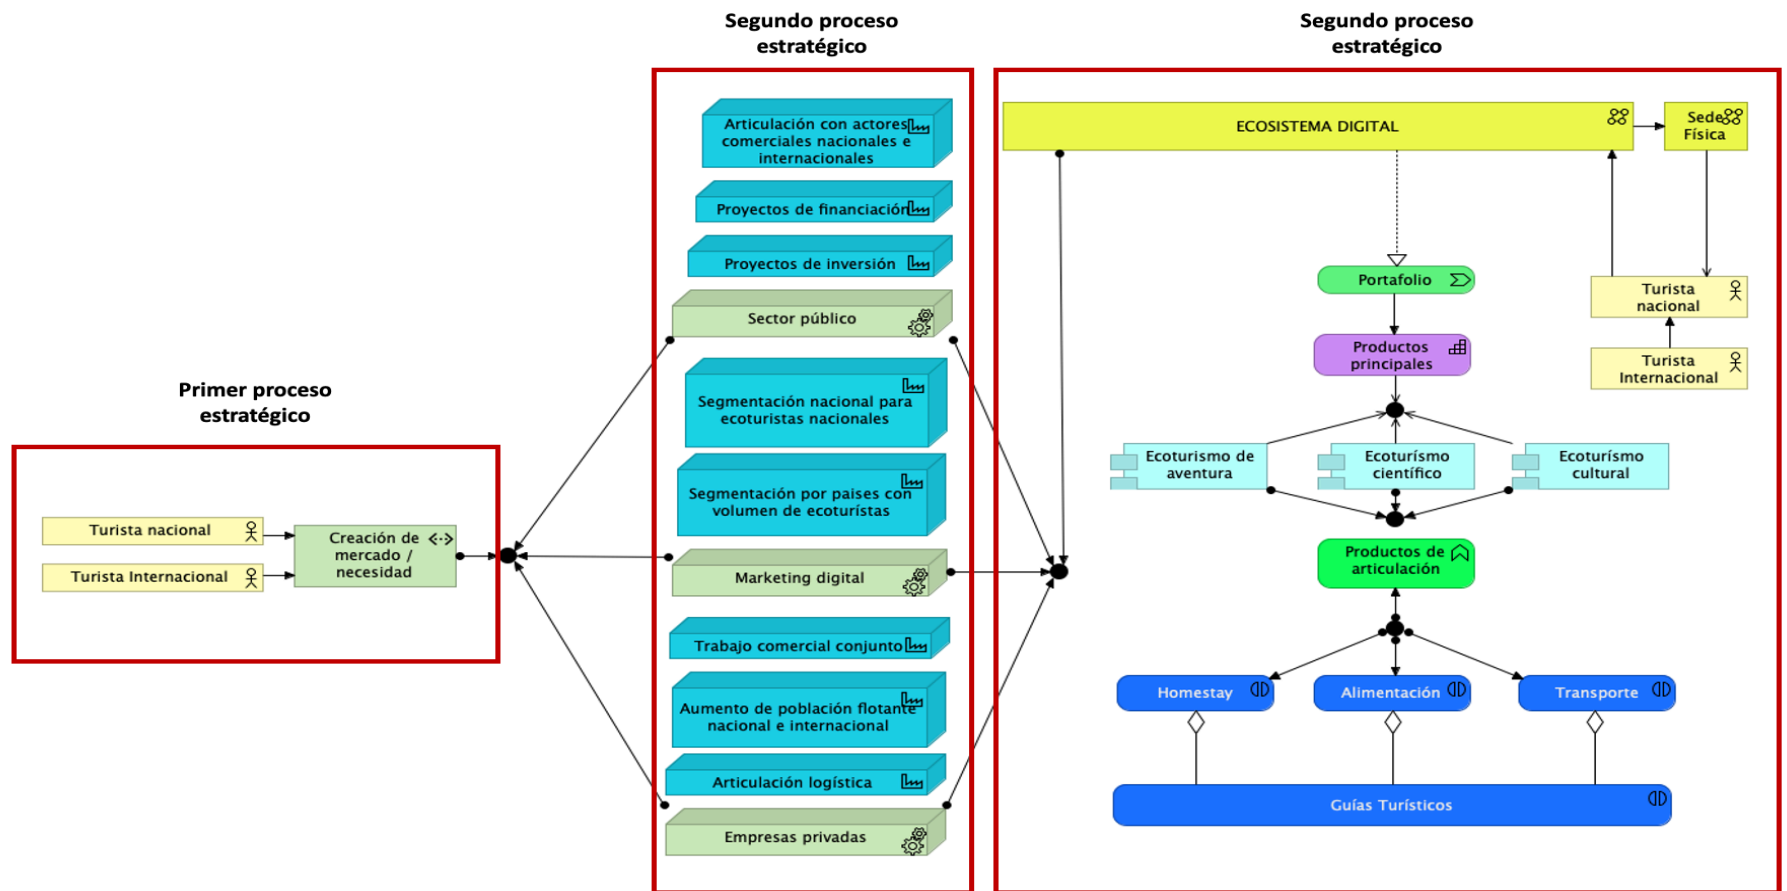 Primer proceso
estratégico
Turista nacional
Turista Internacional
Creación de
mercado /
necesidad
Segundo proceso
estratégico
Articulación con actores
comerciales nacionales e
internacionales
Proyectos de financiación
Proyectos de inversión
Sector público
Segmentación nacional para
ecoturistas nacionales
Segmentación por paises con
volumen de ecoturístas
Marketing digital
Trabajo comercial conjunto
Aumento de población flotante
nacional e internacional
Articulación logística
Empresas privadas
Segundo proceso
estratégico
ECOSISTEMA DIGITAL
Sede
Física
Portafolio
Turista
nacional
Productos
principales
Turista
Internacional
Ecoturismo de
aventura
Ecoturísmo
científico
Ecoturísmo
cultural
Productos de
articulación
Homestay
Alimentación
Transporte
Guías Turísticos